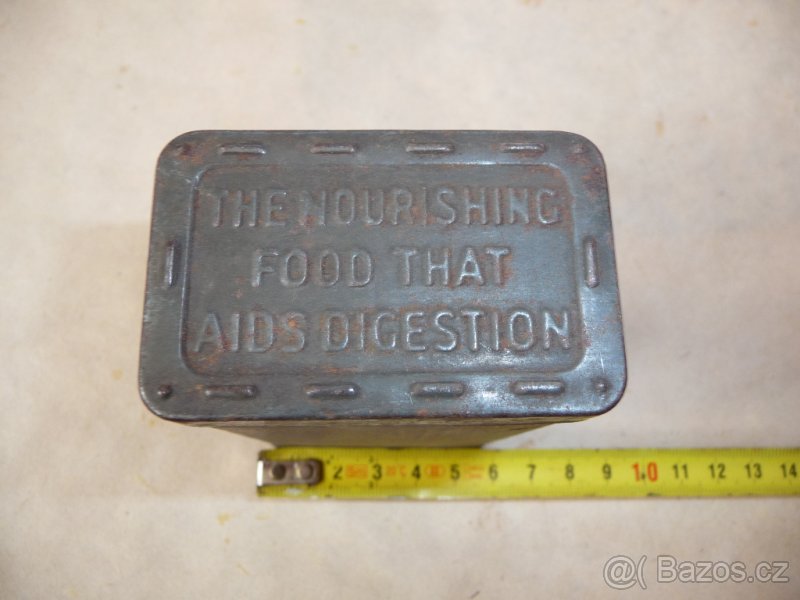 THE NOURISHING
FOOD THAT
AIDS DIGESTION
2 3 4 5 6 7 8 9 10 11 12 13 14
@( Bazos.cz